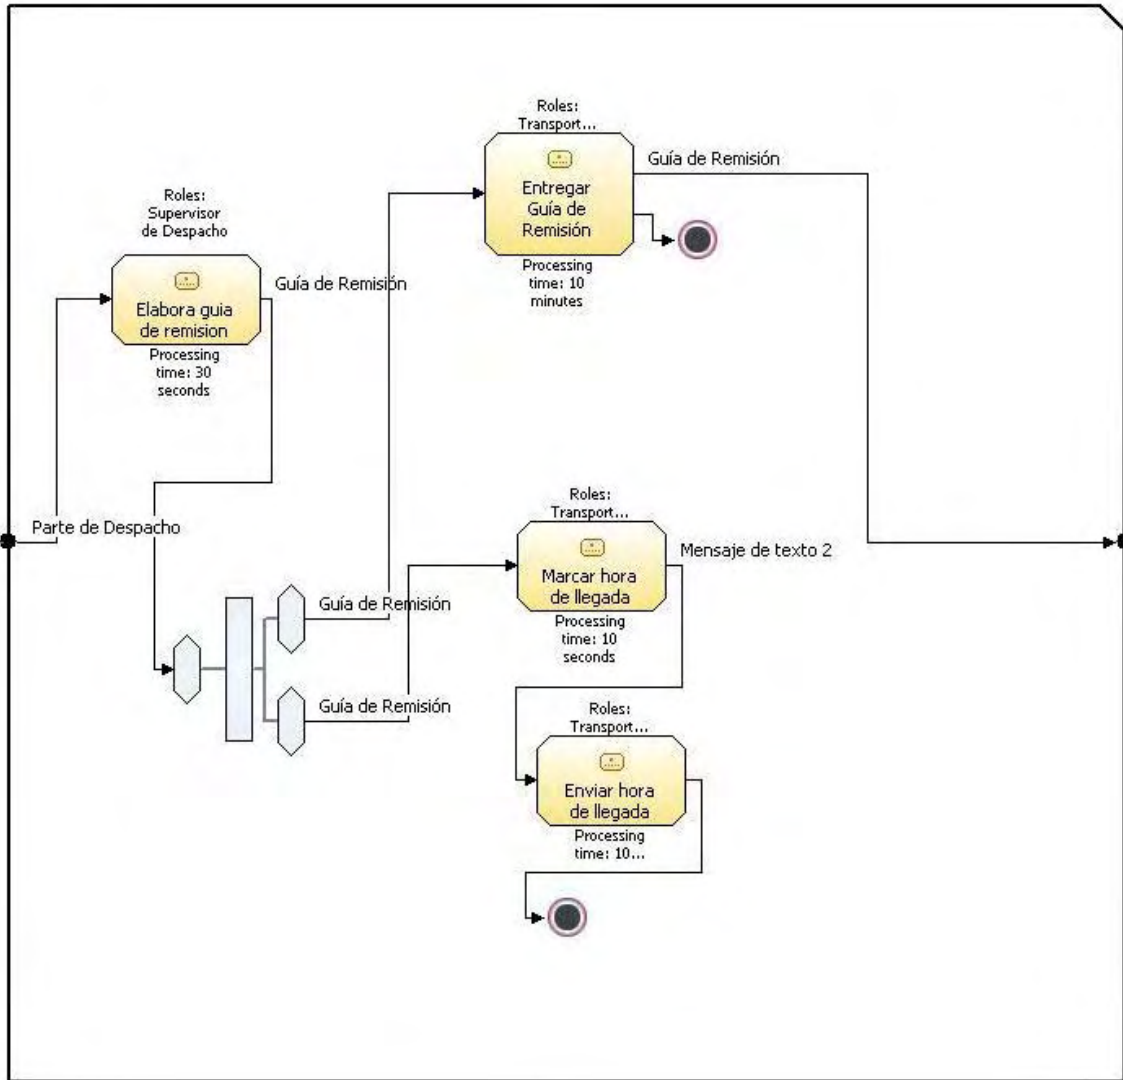 Roles:
Transport...
Entregar
Guía de
Remisión
Processing
time: 10
minutes
Guía de Remisión
Roles:
Supervisor
de Despacho
Elabora guia
de remision
Processing
time: 30
seconds
Guía de Remisión
Parte de Despacho
Guía de Remisión
Guía de Remisión
Roles:
Transport...
Marcar hora
de llegada
Processing
time: 10
seconds
Mensaje de texto 2
Roles:
Transport...
Enviar hora
de llegada
Processing
time: 10...